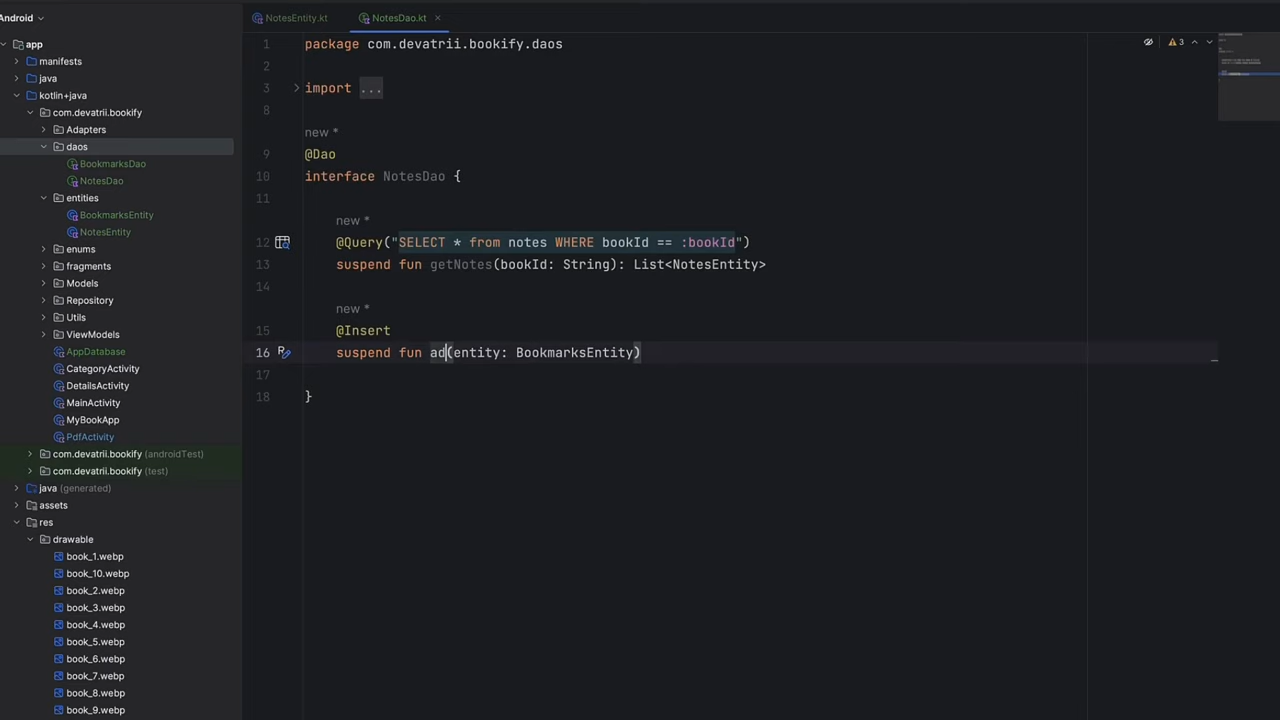 Android
NotesEntity.kt
NotesDao.kt
app
manifests
java
kotlin+java
com.devatrii.bookify
Adapters
daos
BookmarksDao
NotesDao
entities
BookmarksEntity
NotesEntity
enums
fragments
Models
Repository
Utils
ViewModels
AppDatabase
CategoryActivity
DetailsActivity
MainActivity
MyBookApp
PdfActivity
com.devatrii.bookify (androidTest)
com.devatrii.bookify (test)
java (generated)
assets
res
drawable
book_1.webp
book_10.webp
book_2.webp
book_3.webp
book_4.webp
book_5.webp
book_6.webp
book_7.webp
book_8.webp
book_9.webp
1 package com.devatrii.bookify.daos
2
3 import ...
8
new *
9 @Dao
10 interface NotesDao {
11
new *
12 @Query("SELECT * from notes WHERE bookId == :bookId")
13 suspend fun getNotes(bookId: String): List<NotesEntity>
14
new *
15 @Insert
16 suspend fun ad(entity: BookmarksEntity)
17
18 }
3